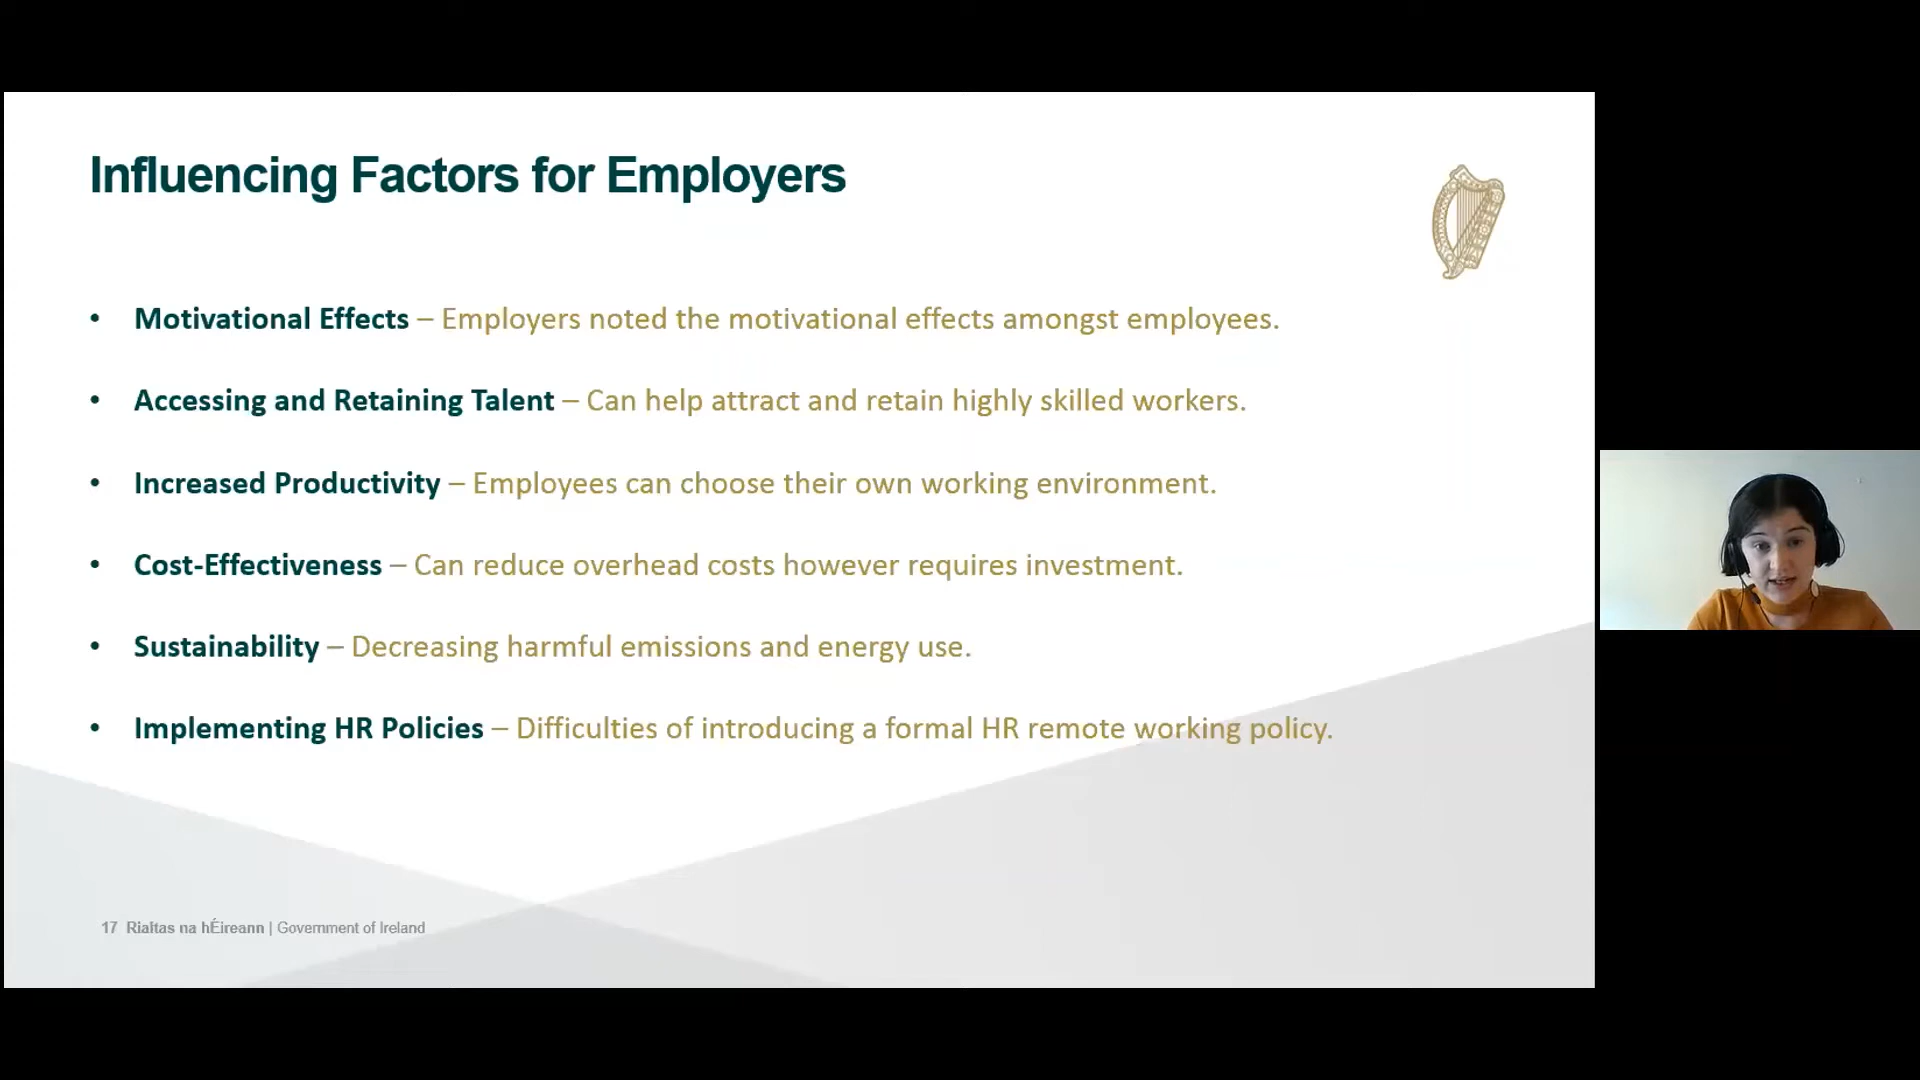 Influencing Factors for Employers
• Motivational Effects – Employers noted the motivational effects amongst employees.
• Accessing and Retaining Talent – Can help attract and retain highly skilled workers.
• Increased Productivity – Employees can choose their own working environment.
• Cost-Effectiveness – Can reduce overhead costs however requires investment.
• Sustainability – Decreasing harmful emissions and energy use.
• Implementing HR Policies – Difficulties of introducing a formal HR remote working policy.
17 Rialtas na hÉireann | Government of Ireland